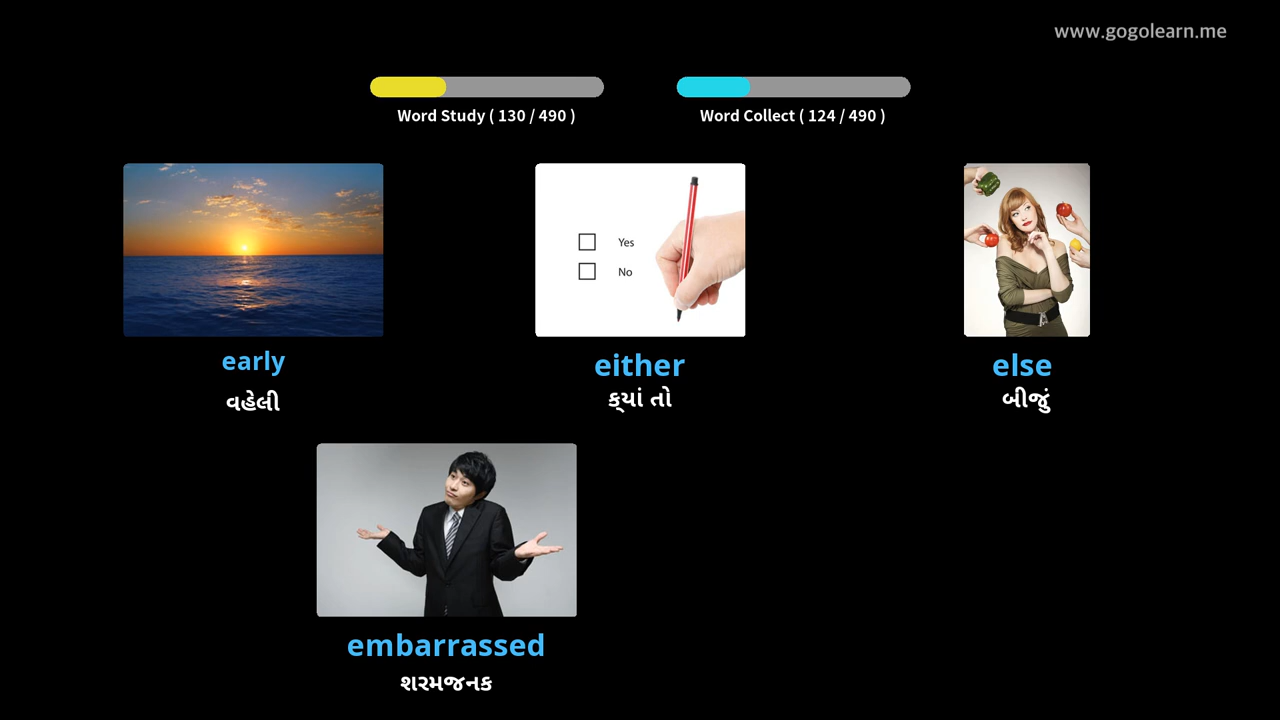 www.gogolearn.me
Word Study ( 130 / 490 )
Word Collect ( 124 / 490 )
Yes
No
early
either
else
વહેલી
ક્યાં તો
બીજું
embarrassed
શરમજનક